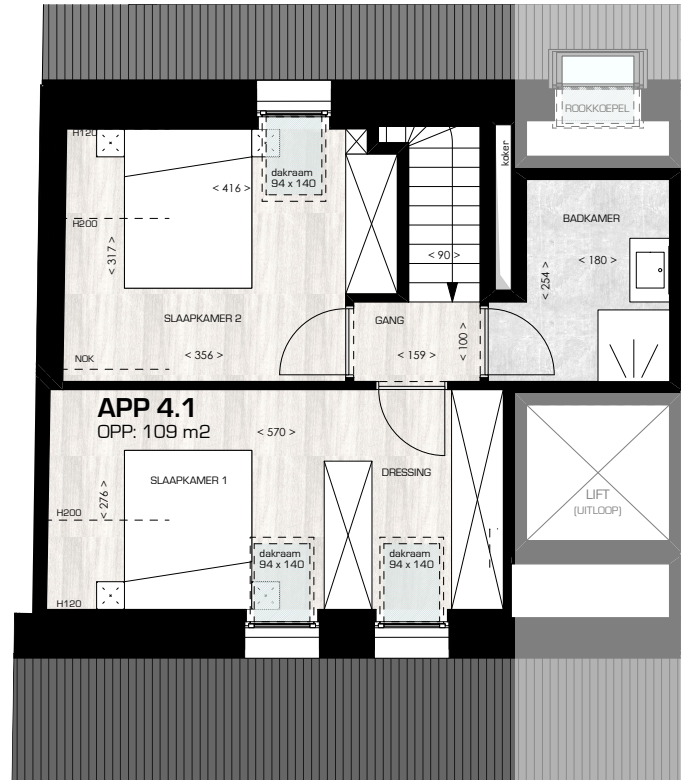 ROOKKOEPEL
H120
dakraam
94 x 140
koker
< 416 >
H200
BADKAMER
< 317 >
< 90 >
< 180 >
< 254 >
SLAAPKAMER 2
GANG
NOK
< 356 >
< 159 >
< 100 >
APP 4.1
OPP: 109 m2
< 570 >
SLAAPKAMER 1
DRESSING
< 276 >
H200
LIFT
(UITLOOP)
dakraam
94 x 140
dakraam
94 x 140
H120